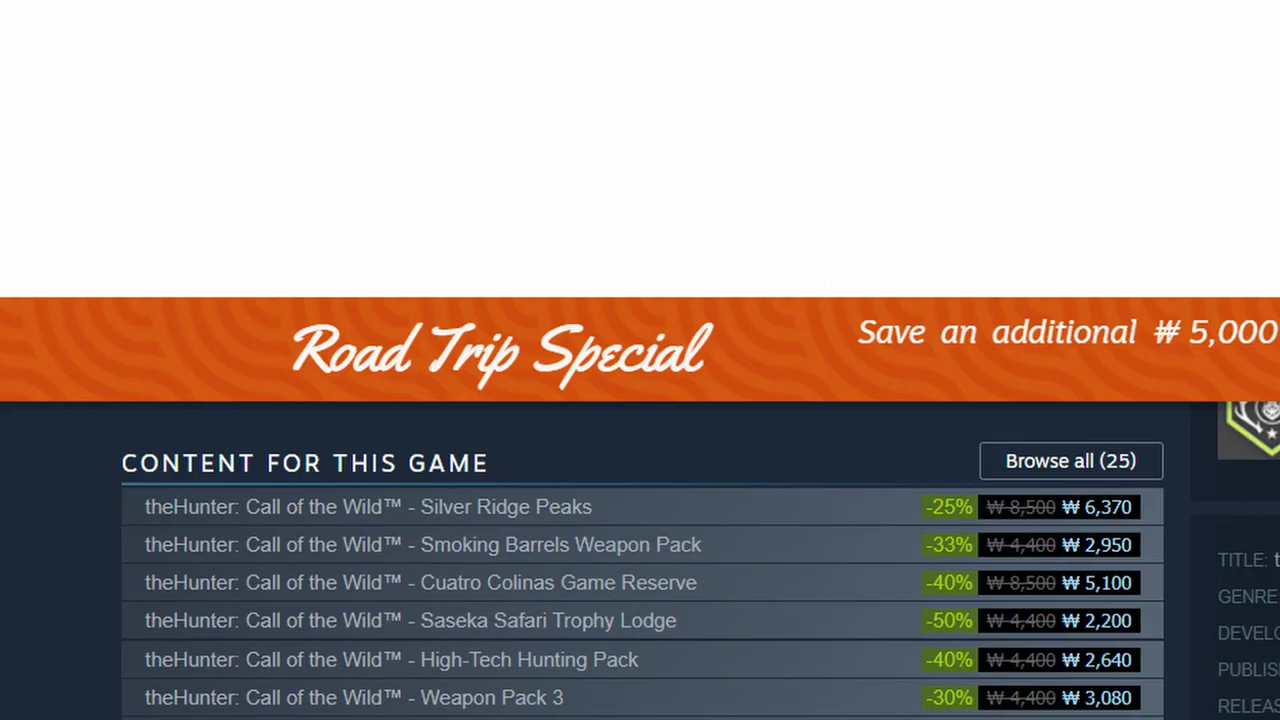 Road Trip Special
Save an additional ₩ 5,000
CONTENT FOR THIS GAME
Browse all (25)
theHunter: Call of the Wild™ - Silver Ridge Peaks -25% ₩ 8,500 ₩ 6,370
theHunter: Call of the Wild™ - Smoking Barrels Weapon Pack -33% ₩ 4,400 ₩ 2,950
theHunter: Call of the Wild™ - Cuatro Colinas Game Reserve -40% ₩ 8,500 ₩ 5,100
theHunter: Call of the Wild™ - Saseka Safari Trophy Lodge -50% ₩ 4,400 ₩ 2,200
theHunter: Call of the Wild™ - High-Tech Hunting Pack -40% ₩ 4,400 ₩ 2,640
theHunter: Call of the Wild™ - Weapon Pack 3 -30% ₩ 4,400 ₩ 3,080
TITLE:
GENRE
DEVELO
PUBLIS
RELEAS